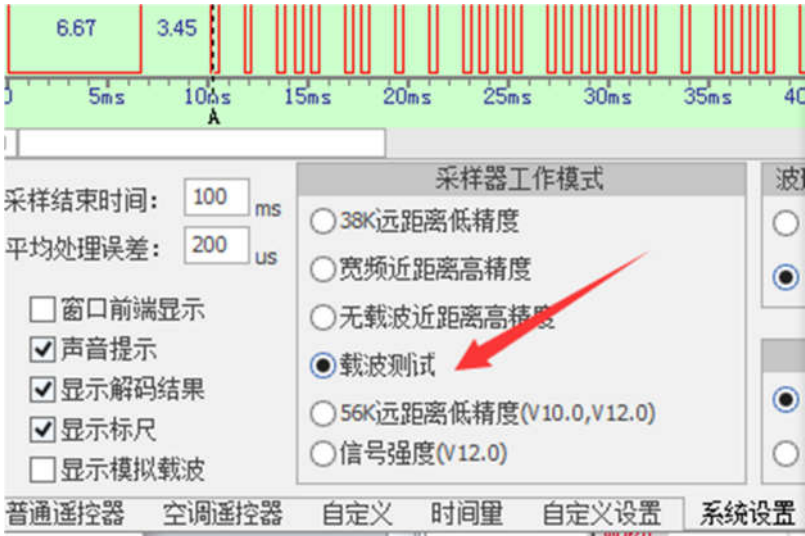 6.67 3.45
5ms 10ms 15ms 20ms 25ms 30ms 35ms 40
A
采样器工作模式
采样结束时间: 100 ms
平均处理误差: 200 us
窗口前端显示
声音提示
显示解码结果
显示标尺
显示模拟载波
38K远距离低精度
宽频近距离高精度
无载波近距离高精度
载波测试
56K远距离低精度(V10.0,V12.0)
信号强度(V12.0)
波
普通遥控器 空调遥控器 自定义 时间量 自定义设置 系统设置